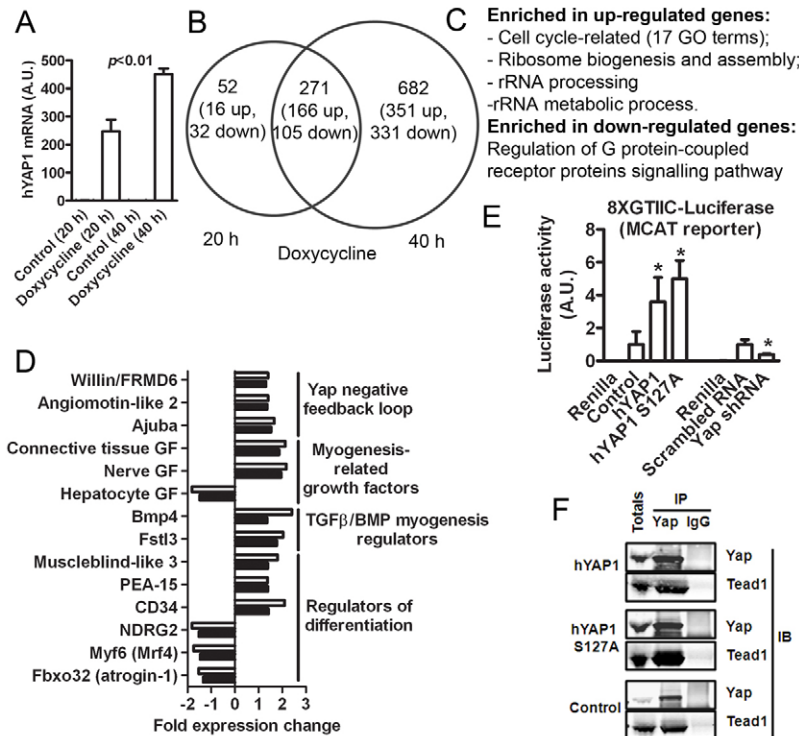 A
p<0.01
hYAP1 mRNA (A.U.)
500
400
300
200
100
0
Control (20 h)
Doxycycline (20 h)
Control (40 h)
Doxycycline (40 h)
B
52
(16 up,
32 down)
271
(166 up,
105 down)
682
(351 up,
331 down)
20 h
Doxycycline
40 h
C
Enriched in up-regulated genes:
- Cell cycle-related (17 GO terms);
- Ribosome biogenesis and assembly;
- rRNA processing
-rRNA metabolic process.
Enriched in down-regulated genes:
Regulation of G protein-coupled
receptor proteins signalling pathway
D
Willin/FRMD6
Angiomotin-like 2
Ajuba
Connective tissue GF
Nerve GF
Hepatocyte GF
Bmp4
Fstl3
Muscleblind-like 3
PEA-15
CD34
NDRG2
Myf6 (Mrf4)
Fbxo32 (atrogin-1)
Yap negative
feedback loop
Myogenesis-
related
growth factors
TGFβ/BMP myogenesis
regulators
Regulators of
differentiation
-2 -1 0 1 2 3
Fold expression change
E
8XGTIIC-Luciferase
(MCAT reporter)
Luciferase activity
(A.U.)
8
6
4
2
0
* * *
Renilla
Control
hYAP1
hYAP1 S127A
Renilla
Scrambled RNA
Yap shRNA
F
Totals
IP
Yap IgG
hYAP1
Yap
Tead1
hYAP1
S127A
Yap
Tead1
Control
Yap
Tead1
IB